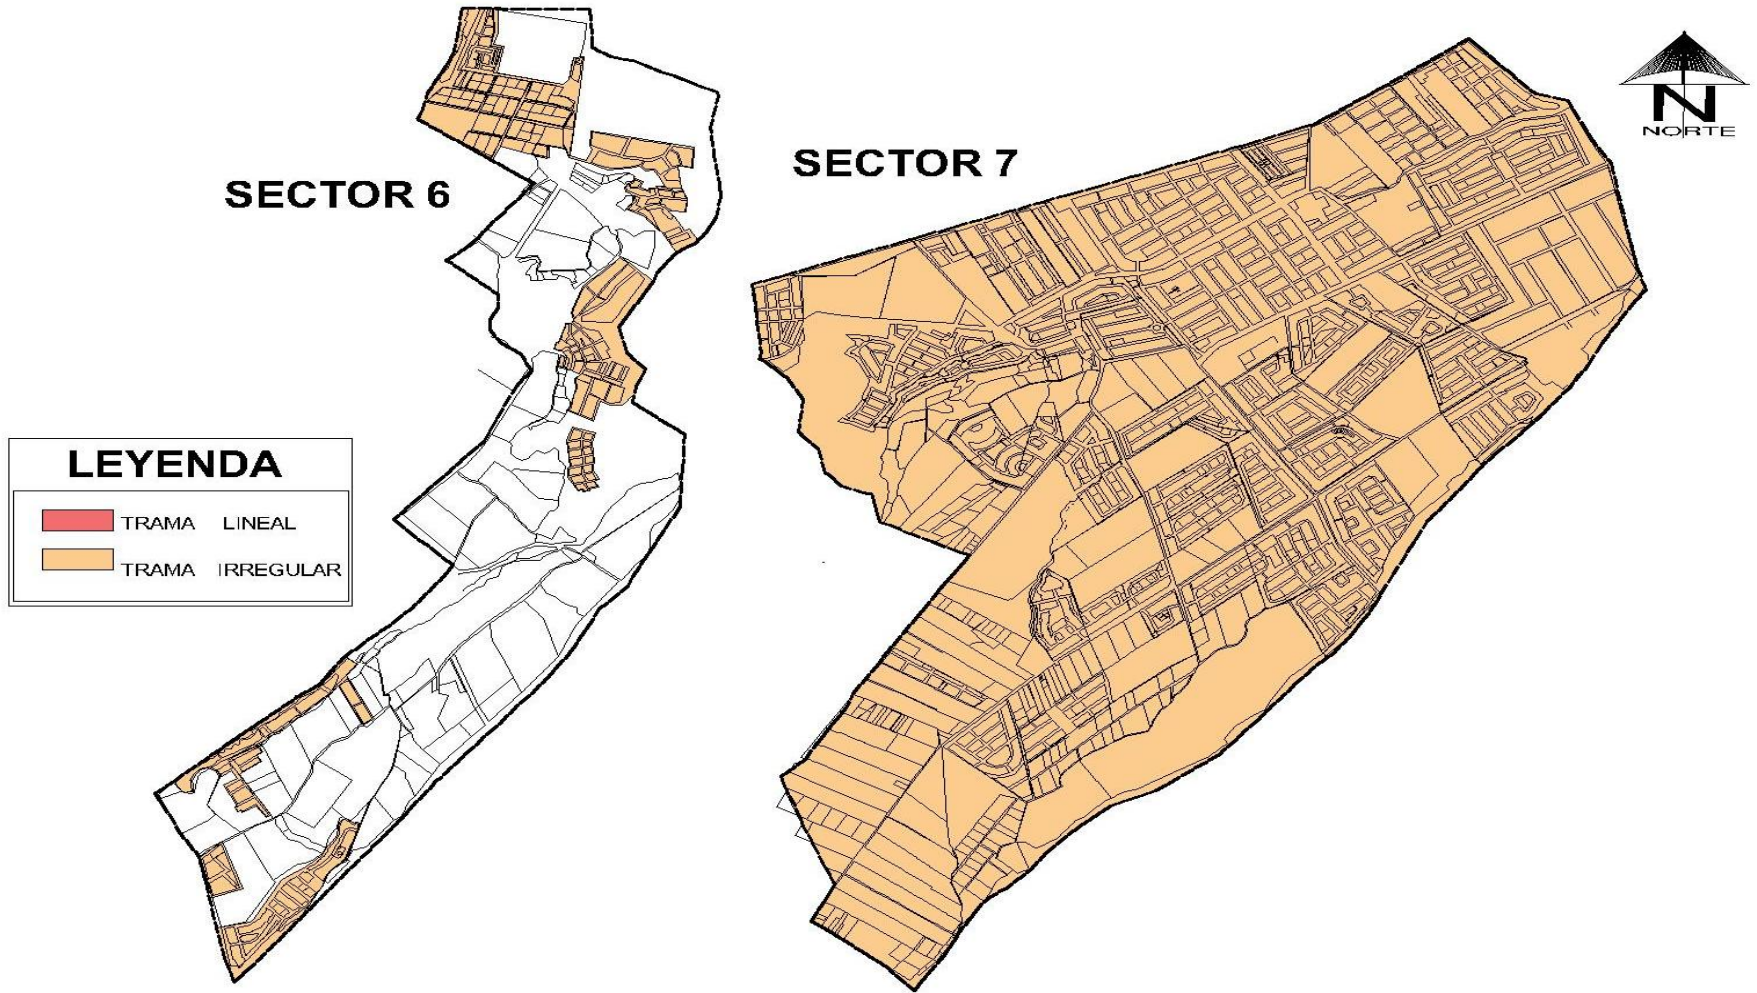 SECTOR 6
SECTOR 7
N
NORTE
LEYENDA
TRAMA LINEAL
TRAMA IRREGULAR